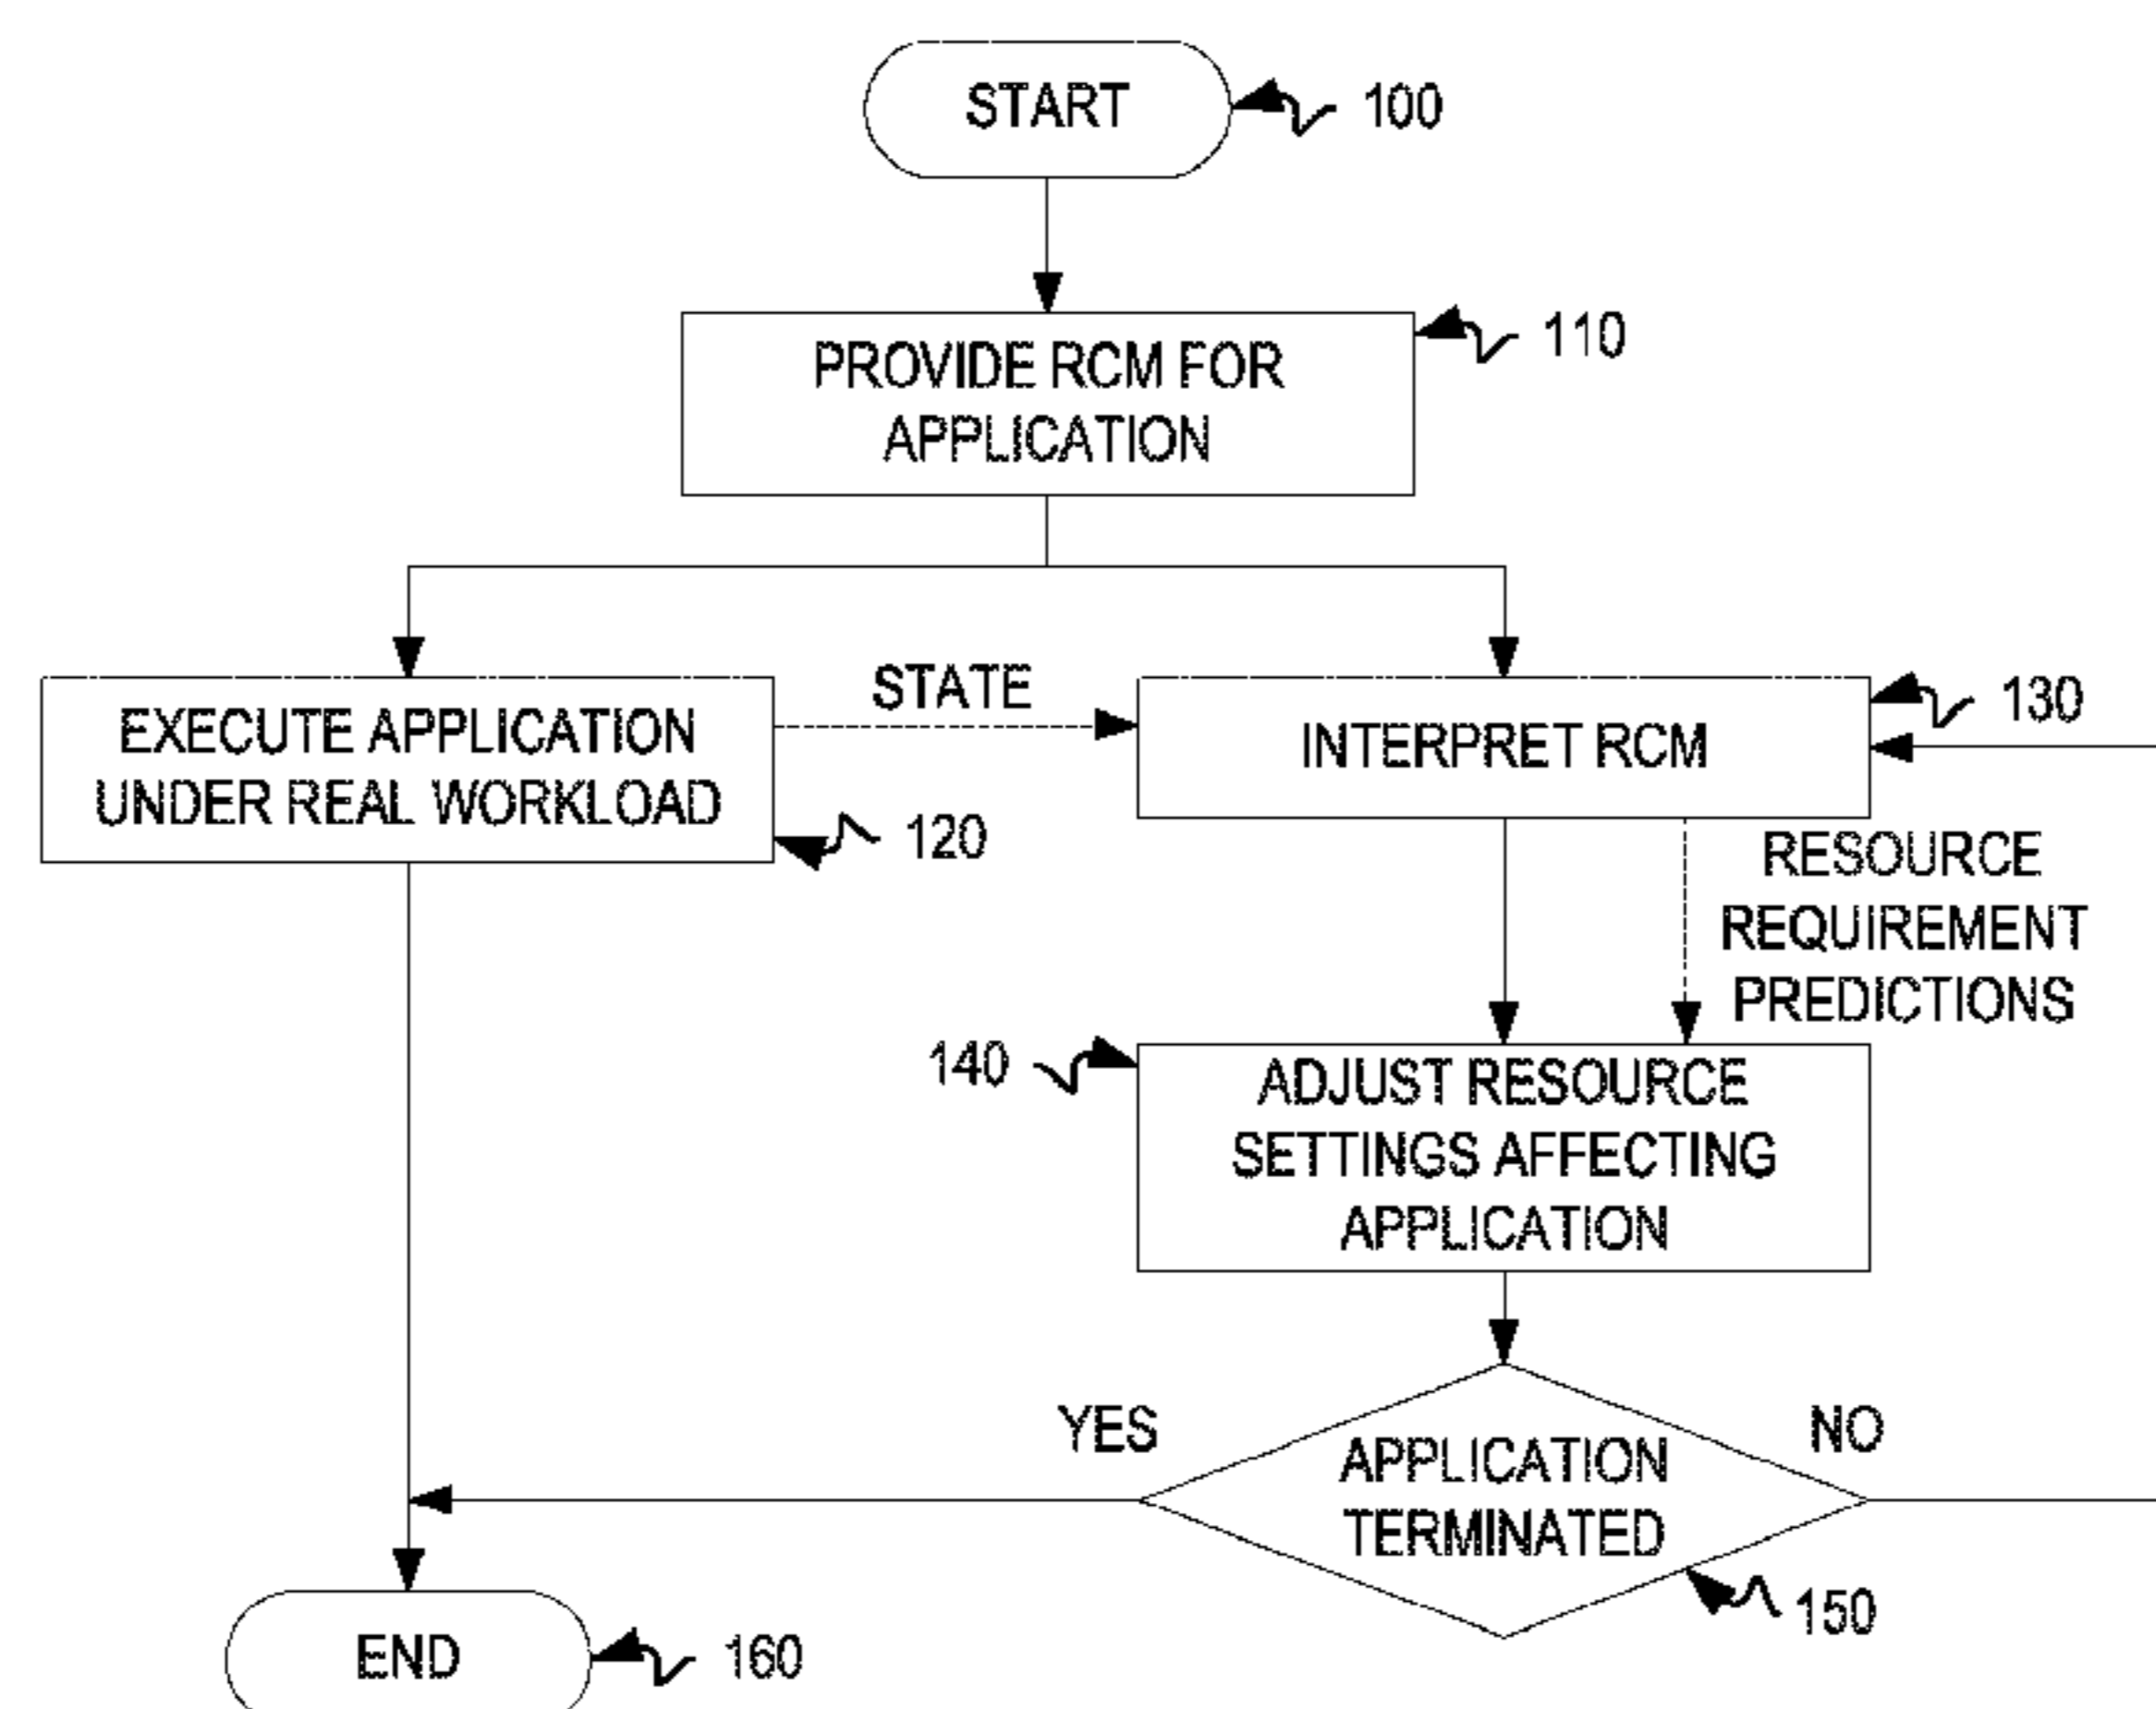 START
100
PROVIDE RCM FOR
APPLICATION
110
EXECUTE APPLICATION
UNDER REAL WORKLOAD
120
STATE
INTERPRET RCM
130
RESOURCE
REQUIREMENT
PREDICTIONS
140
ADJUST RESOURCE
SETTINGS AFFECTING
APPLICATION
YES
APPLICATION
TERMINATED
NO
150
END
160